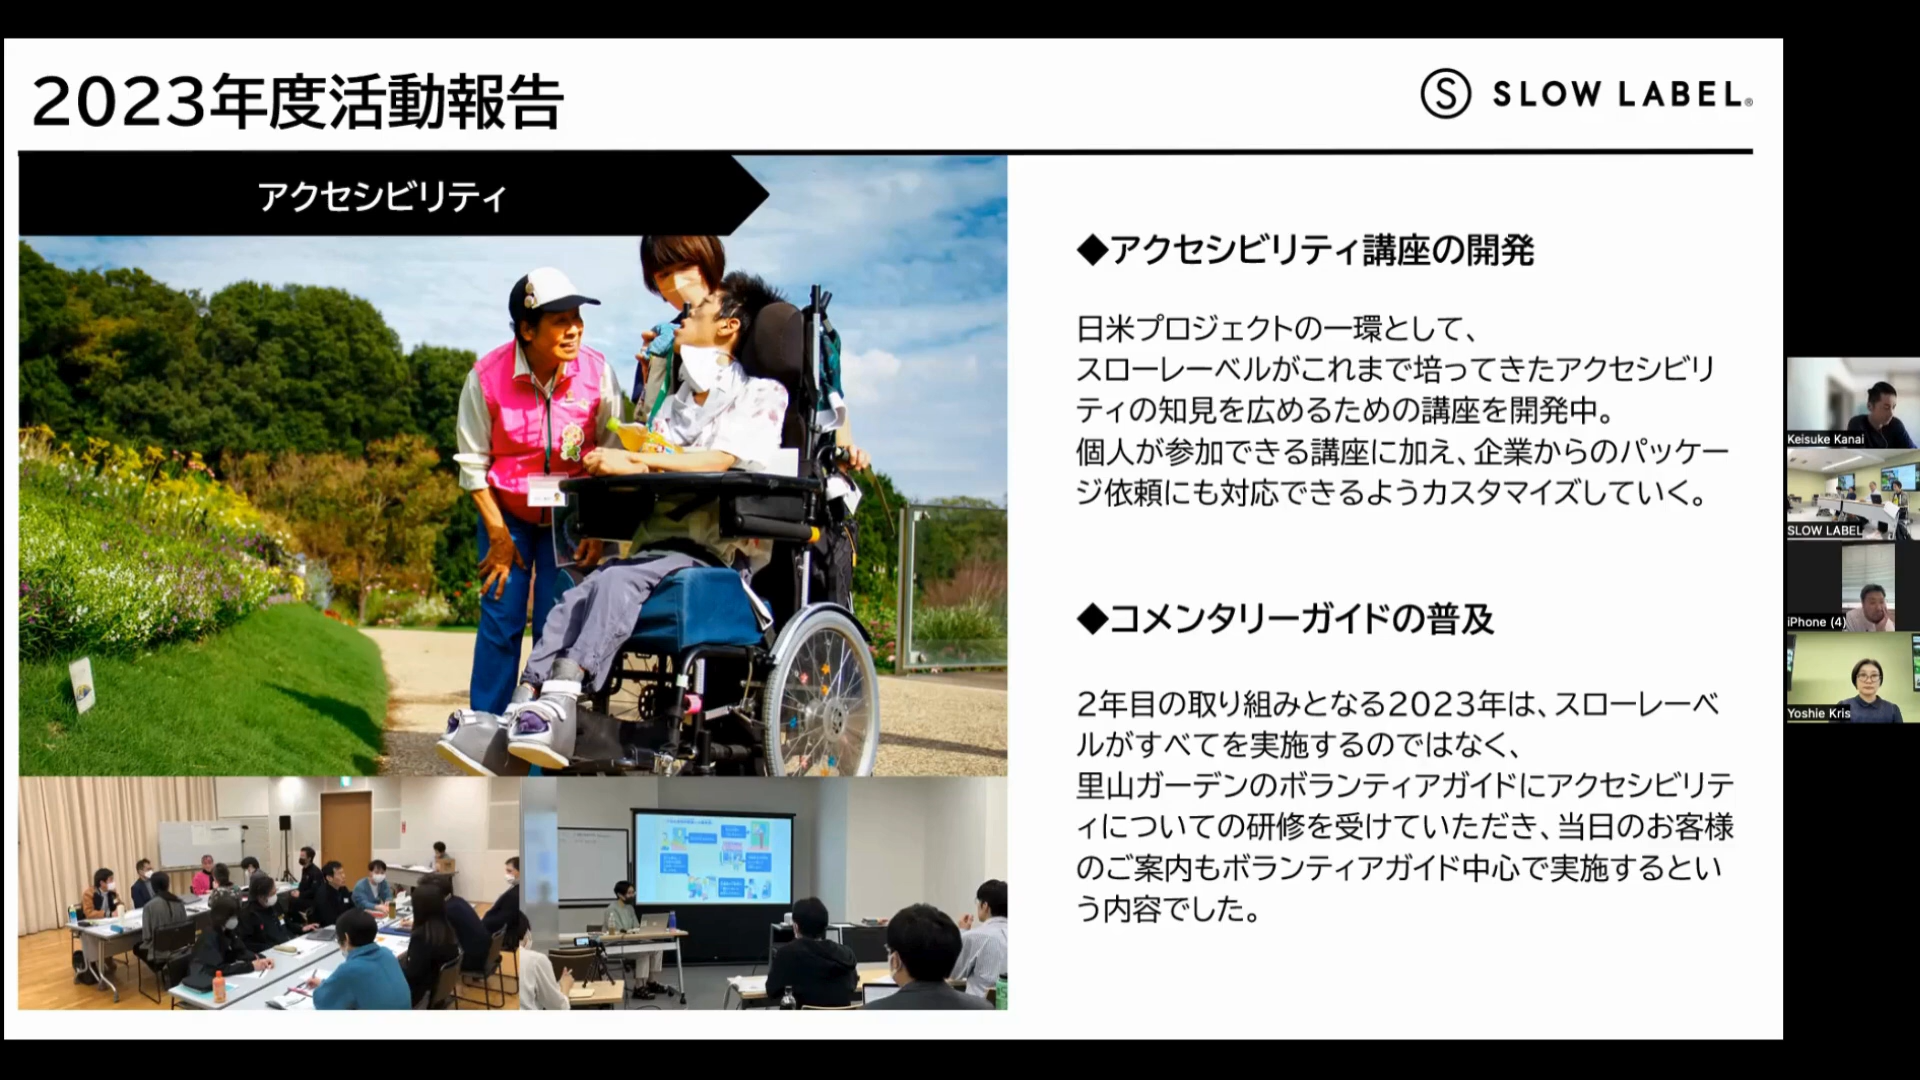 2023年度活動報告
S SLOW LABEL®
アクセシビリティ
◆アクセシビリティ講座の開発
日米プロジェクトの一環として、
スローレーベルがこれまで培ってきたアクセシビリ
ティの知見を広めるための講座を開発中。
個人が参加できる講座に加え、企業からのパッケー
ジ依頼にも対応できるようカスタマイズしていく。
◆コメンタリーガイドの普及
2年目の取り組みとなる2023年は、スローレーベ
ルがすべてを実施するのではなく、
里山ガーデンのボランティアガイドにアクセシビリテ
ィについての研修を受けていただき、当日のお客様
のご案内もボランティアガイド中心で実施するとい
う内容でした。
Keisuke Kanai
SLOW LABEL
iPhone (4)
Yoshie Kris